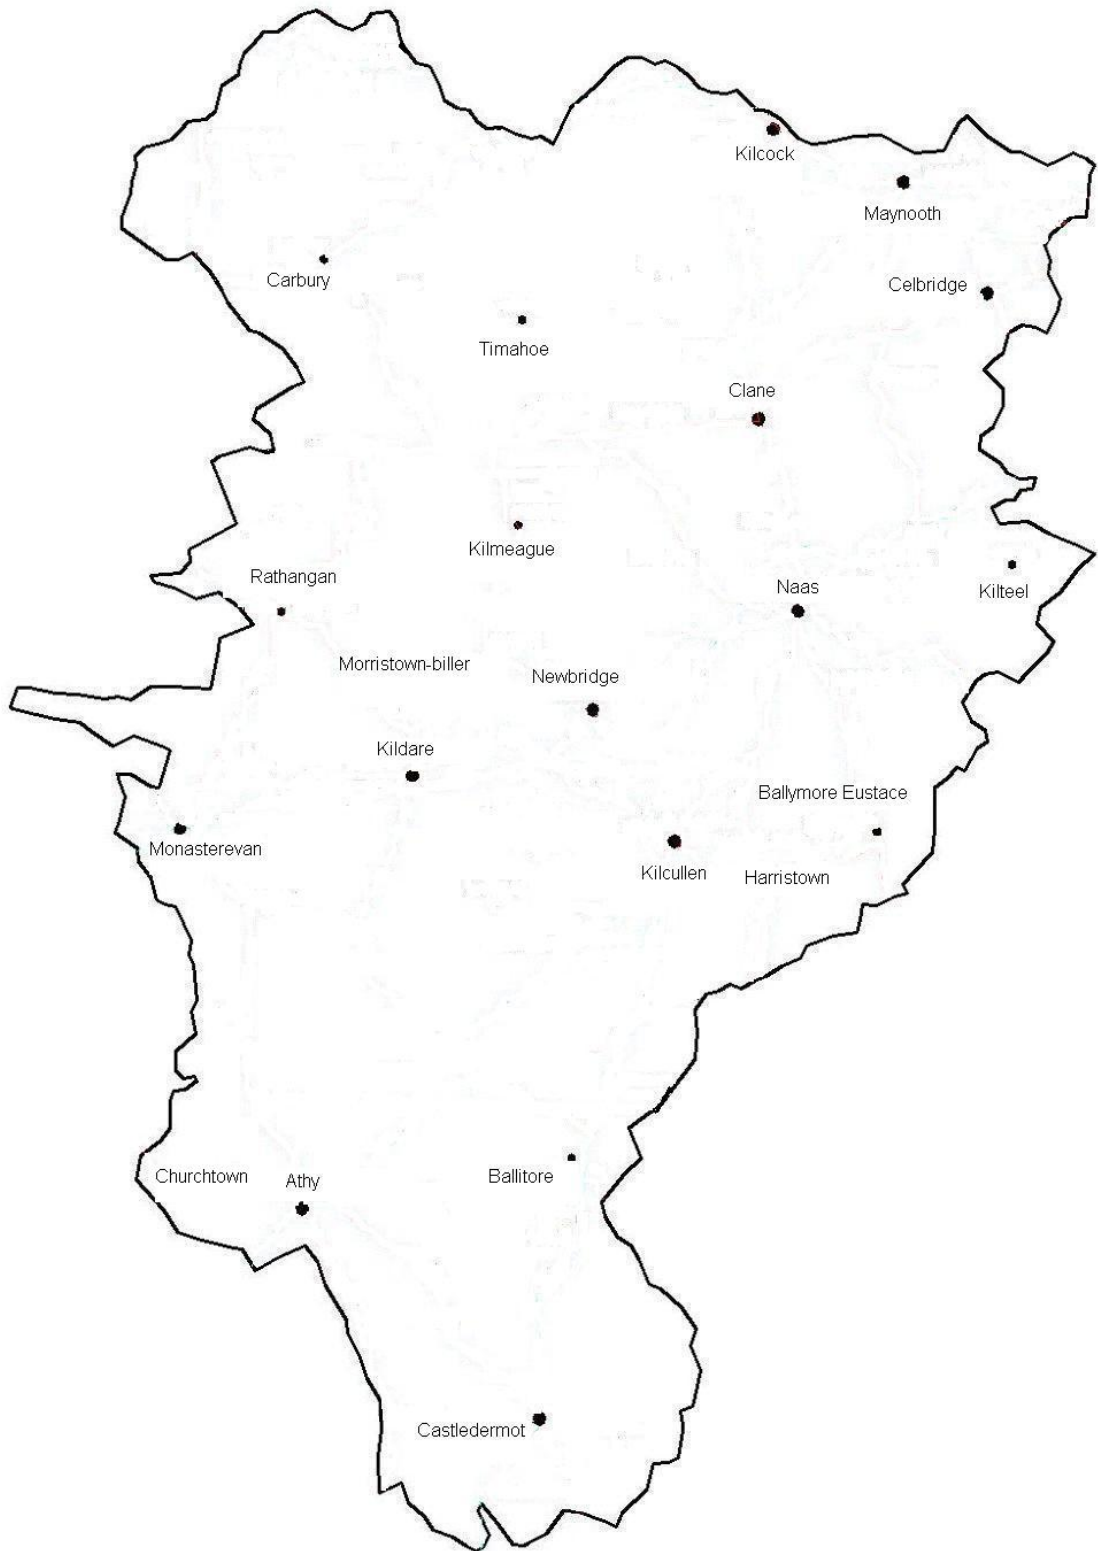 Kilcock
Maynooth
Carbury
Celbridge
Timahoe
Clane
Kilmeague
Rathangan
Naas
Kilteel
Morristown-biller
Newbridge
Kildare
Ballymore Eustace
Monasterevan
Kilcullen
Harristown
Churchtown
Athy
Ballitore
Castledermot